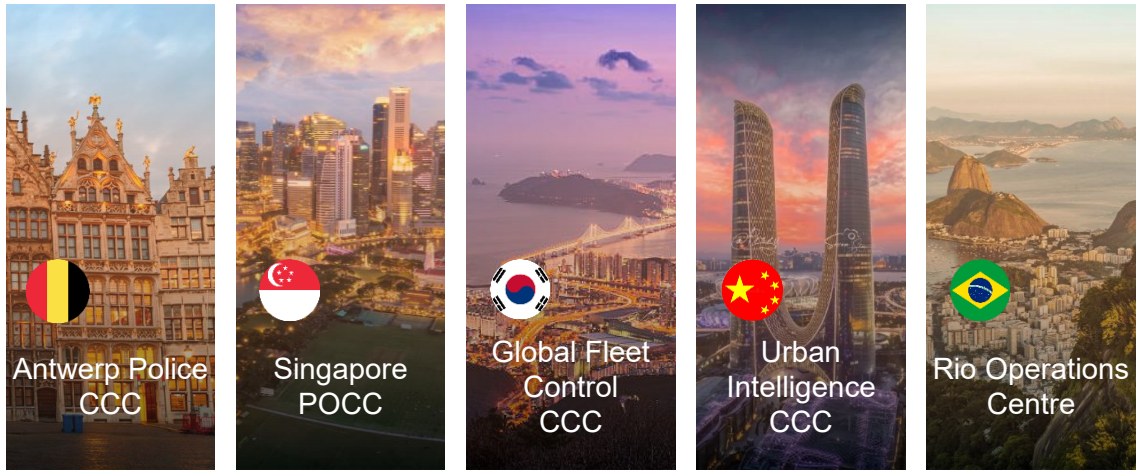 Antwerp Police
CCC
Singapore
POCC
Global Fleet
Control
CCC
Urban
Intelligence
CCC
Rio Operations
Centre